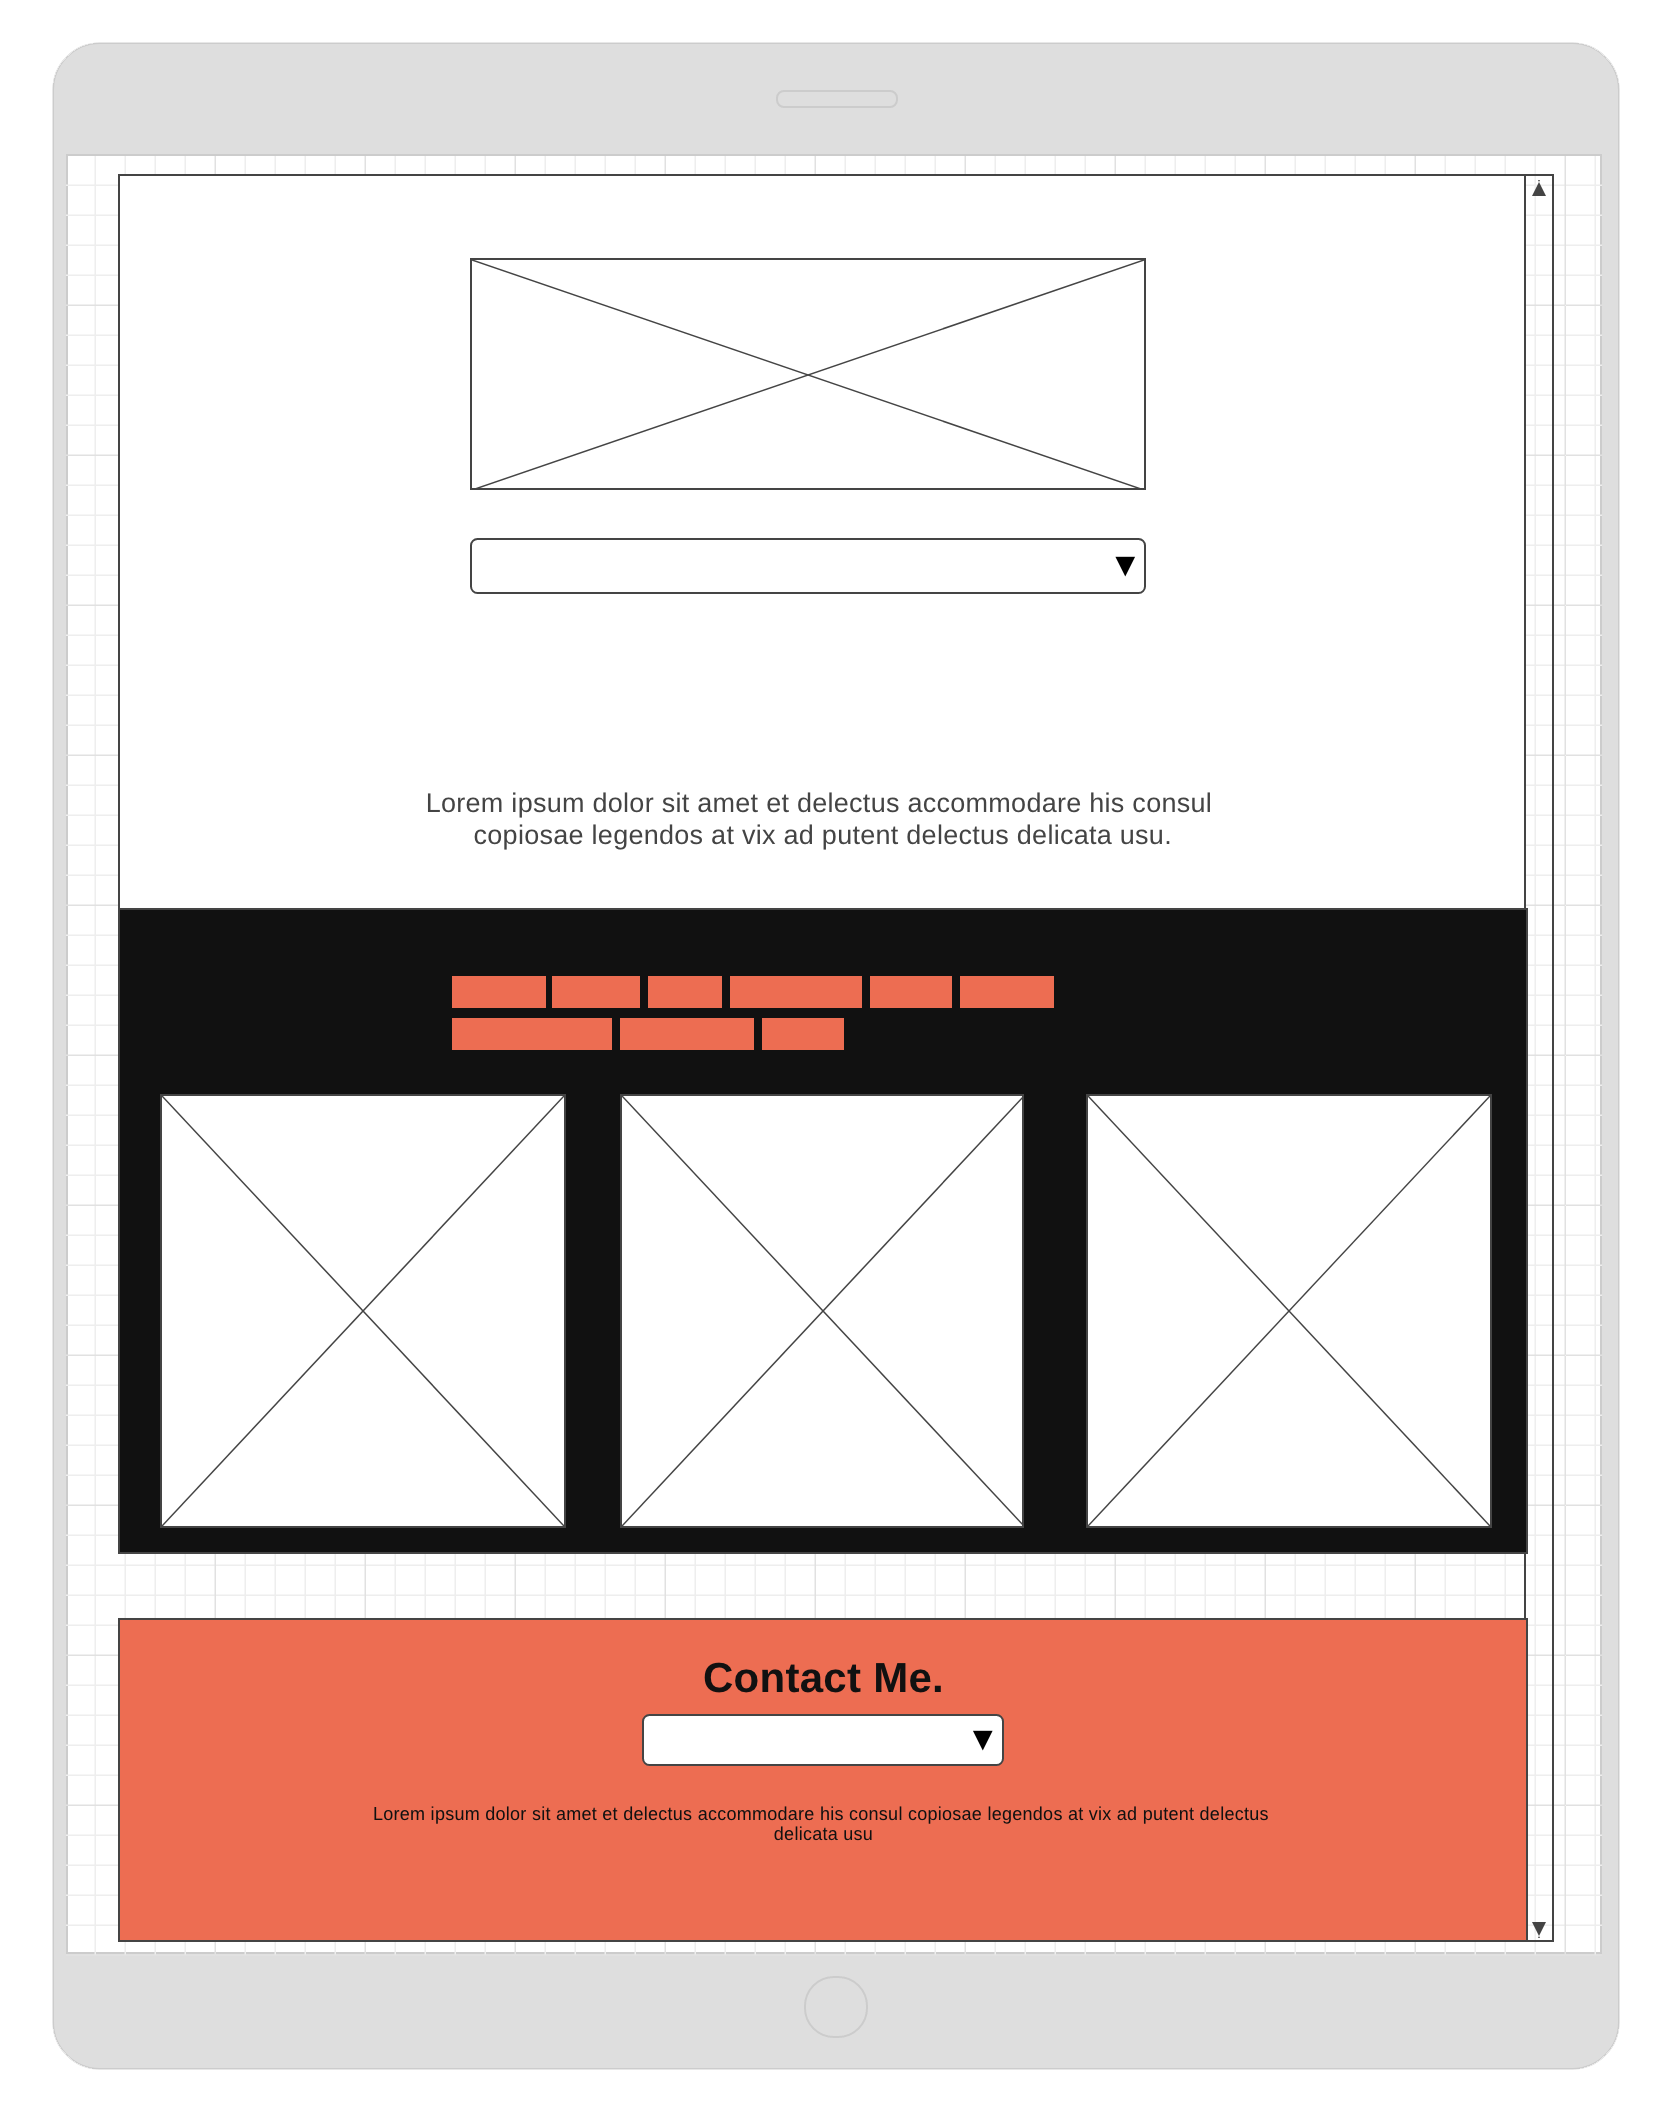 Lorem ipsum dolor sit amet et delectus accommodare his consul
copiosae legendos at vix ad putent delectus delicata usu.
Contact Me.
Lorem ipsum dolor sit amet et delectus accommodare his consul copiosae legendos at vix ad putent delectus
delicata usu